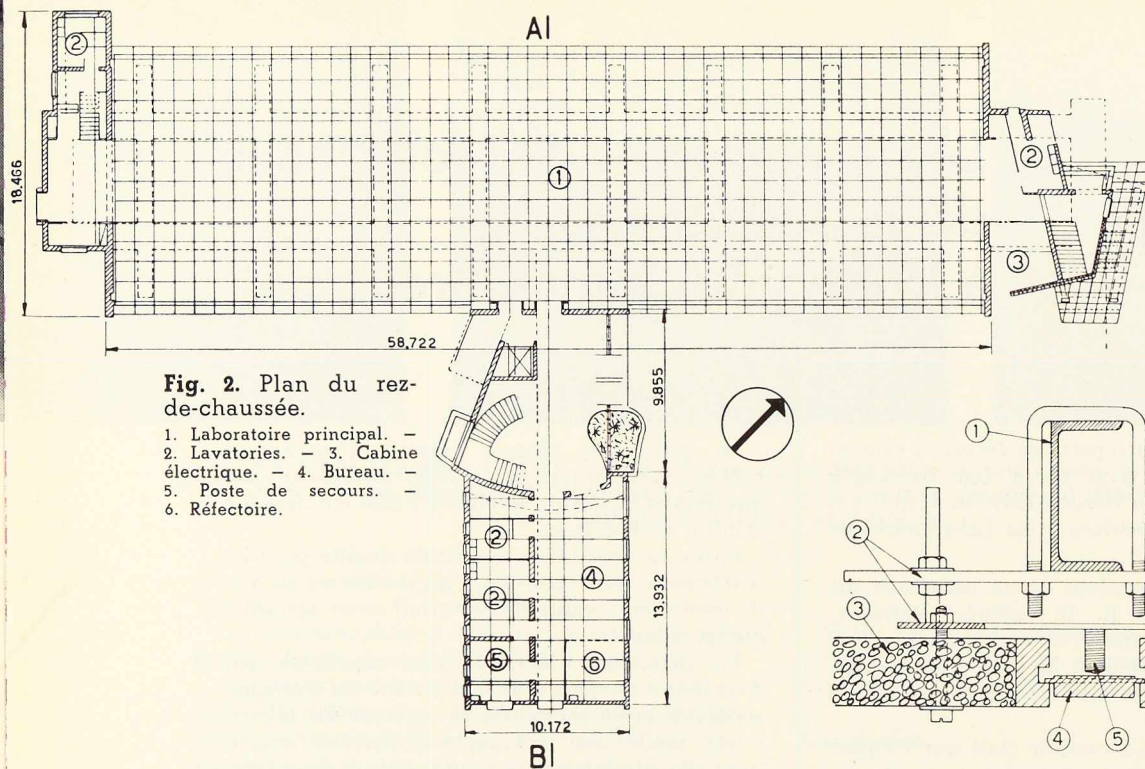 AI
②
18.466
①
②
③
58.722
Fig. 2. Plan du rez-
de-chaussée.
1. Laboratoire principal. –
2. Lavatories. – 3. Cabine
électrique. – 4. Bureau. –
5. Poste de secours. –
6. Réfectoire.
9.855
②
④
②
13.932
⑤
⑥
10.172
BI
①
②
③
④
⑤